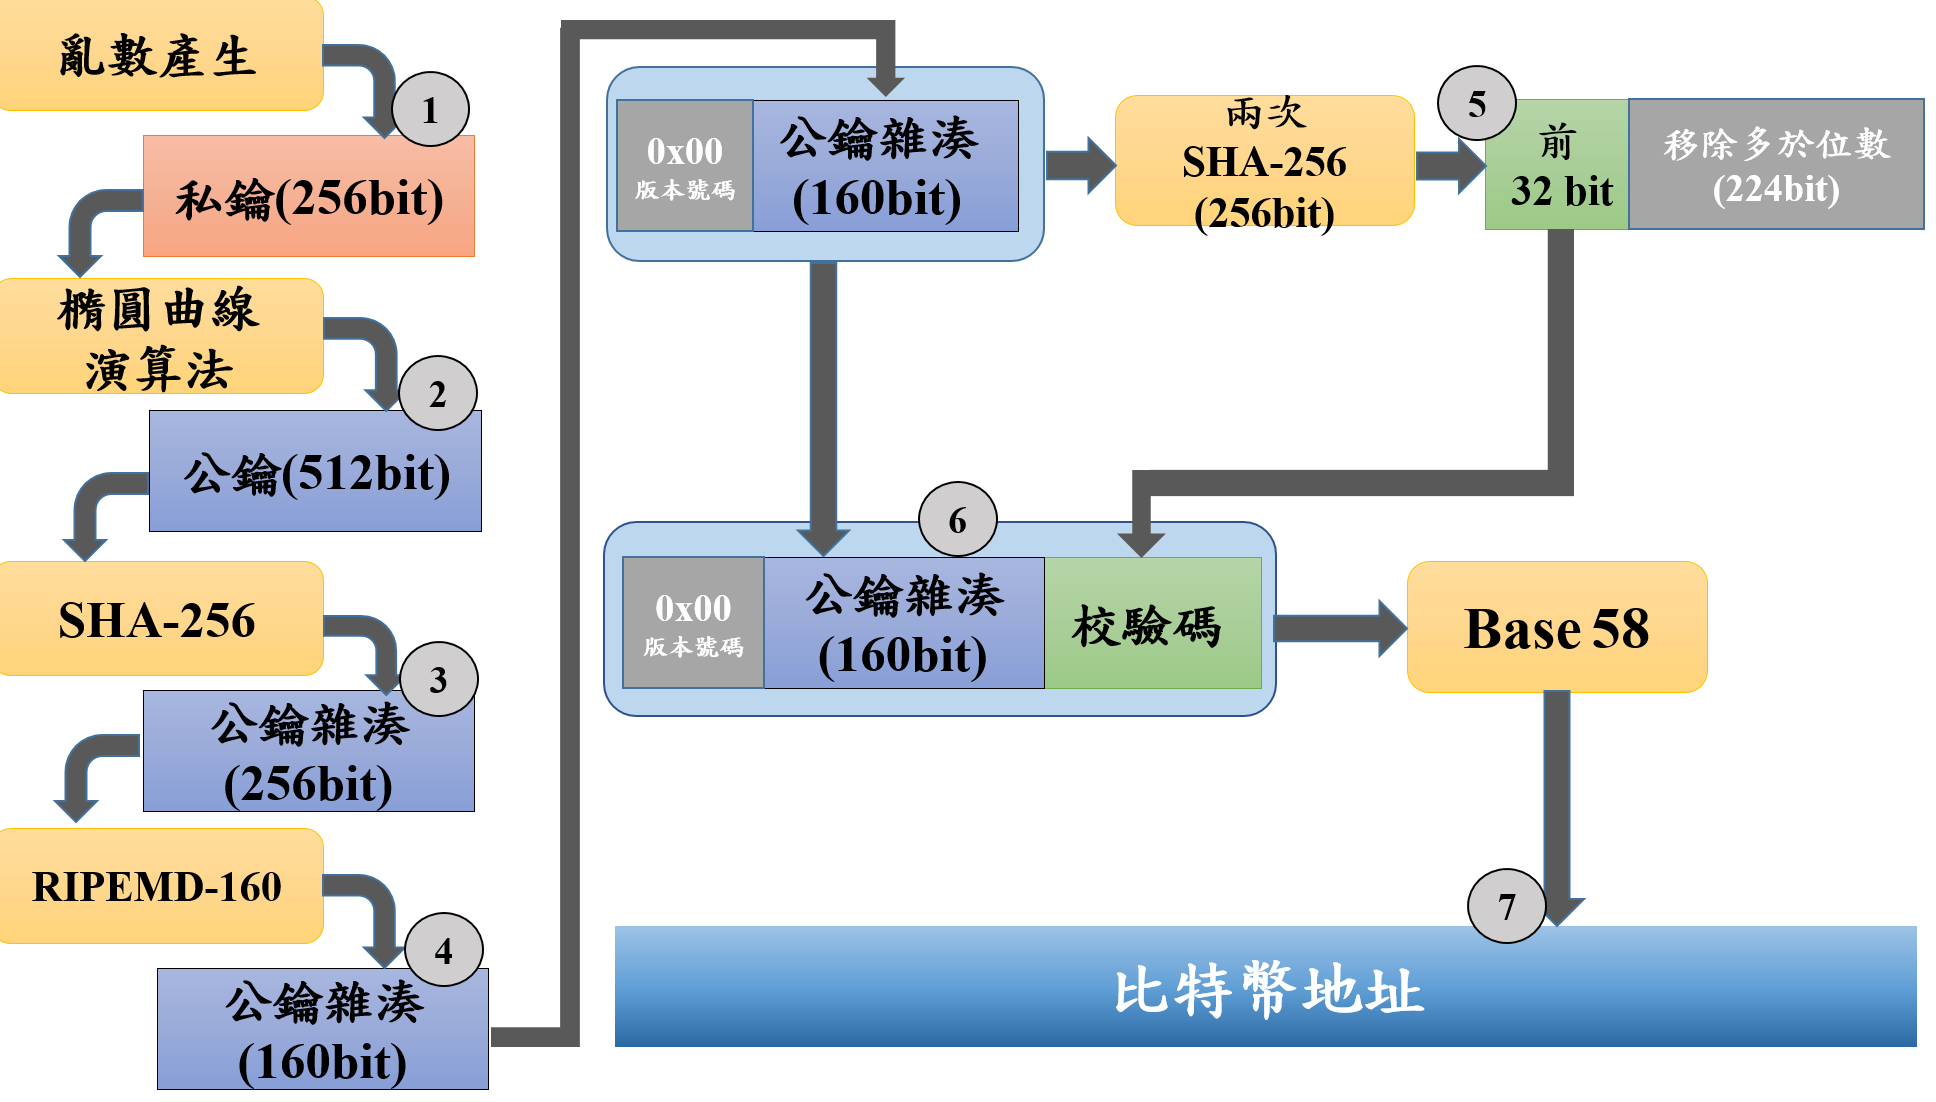 亂數產生
1
私鑰(256bit)
橢圓曲線
演算法
2
公鑰(512bit)
SHA-256
3
公鑰雜湊
(256bit)
RIPEMD-160
4
公鑰雜湊
(160bit)
0x00
版本號碼
公鑰雜湊
(160bit)
兩次
SHA-256
(256bit)
5
前
32 bit
移除多於位數
(224bit)
6
0x00
版本號碼
公鑰雜湊
(160bit)
校驗碼
Base 58
7
比特幣地址